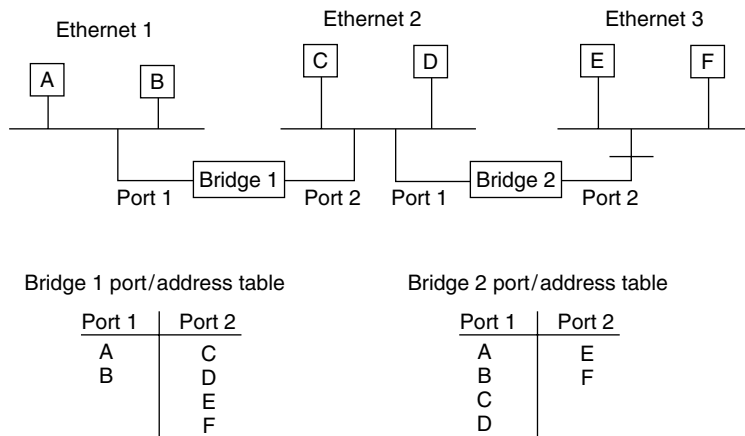 Ethernet 1 Ethernet 2 Ethernet 3
A B C D E F
Port 1 Bridge 1 Port 2 Port 1 Bridge 2 Port 2
Bridge 1 port/address table
Port 1 Port 2
A C
B D
E
F
Bridge 2 port/address table
Port 1 Port 2
A E
B F
C
D